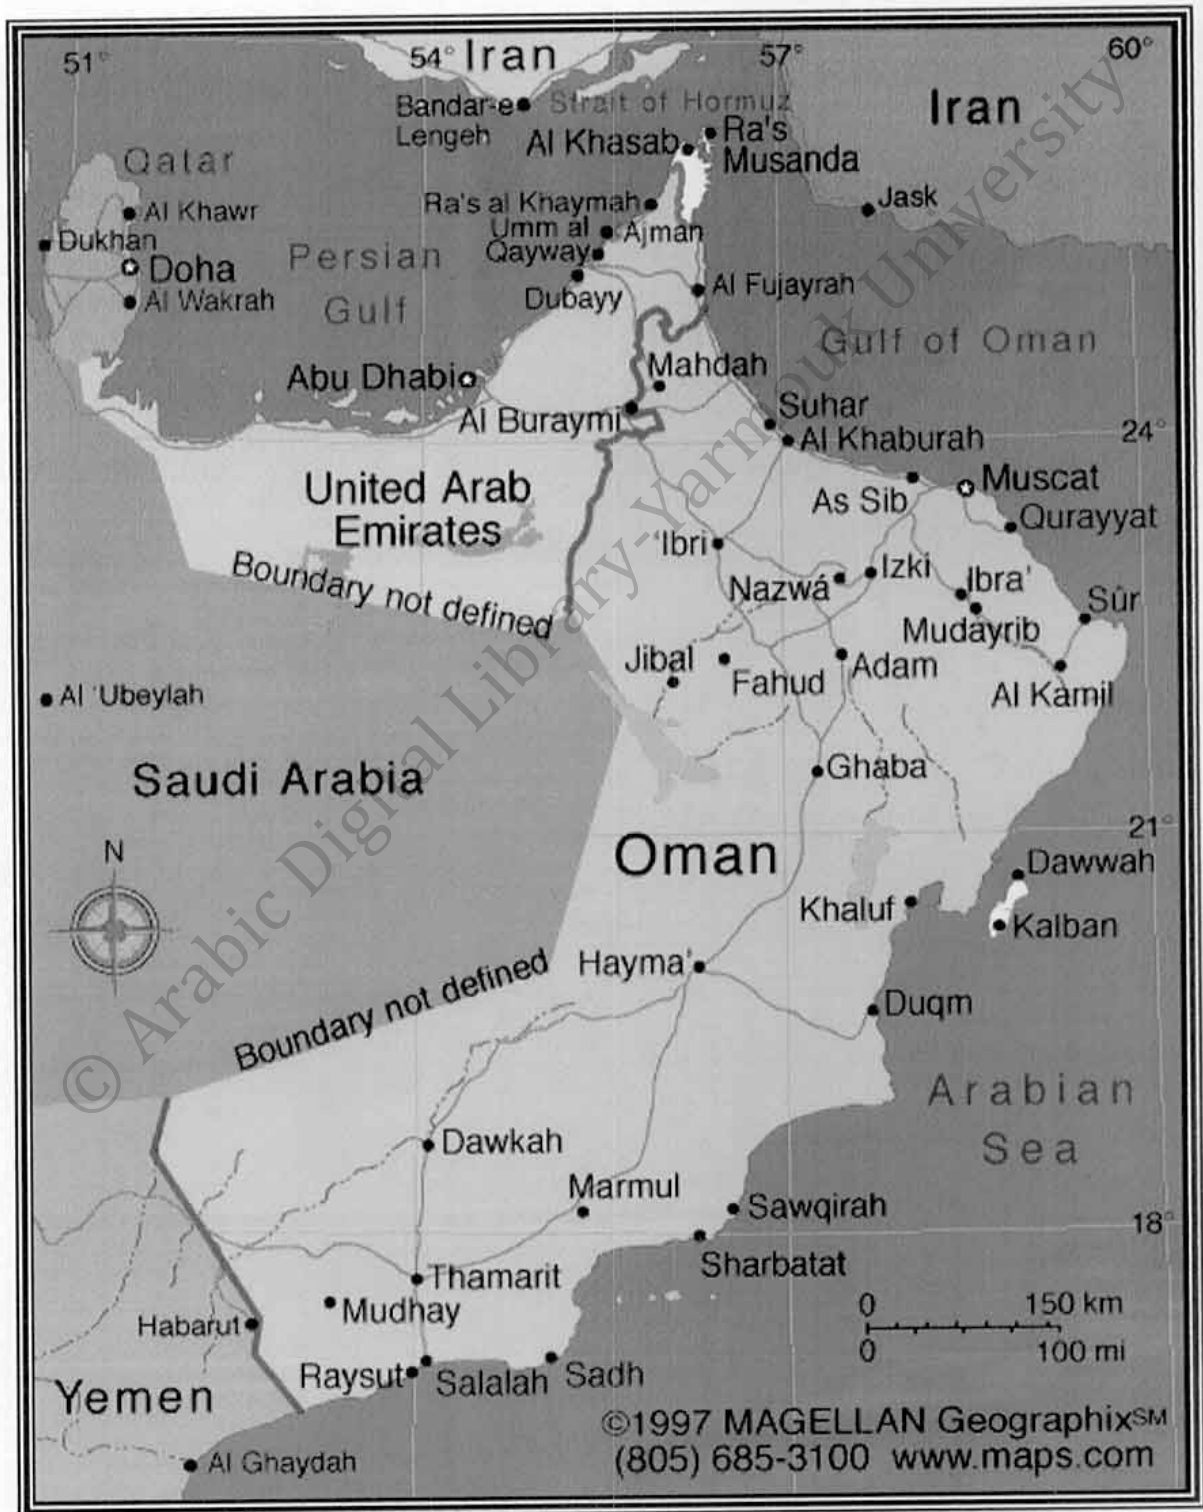 51°
54°
Iran
57°
60°
Bandar-e
Lengeh
Strait of Hormuz
Iran
Al Khasab
Ra's
Musanda
Qatar
Al Khawr
Ra's al Khaymah
Jask
Umm al
Qayway
Ajman
Dukhan
Doha
Persian
Gulf
Al Wakrah
Dubayy
Al Fujayrah
Gulf of Oman
Abu Dhabi
Mahdah
Al Buraymi
Suhar
Al Khaburah
24°
United Arab
Emirates
As Sib
Muscat
Qurayyat
'Ibri
Boundary not defined
Nazwá
Izki
Ibra'
Sûr
Mudayrib
Jibal
Fahud
Adam
Al Kamil
Al 'Ubeylah
Saudi Arabia
Ghaba
N
Oman
21°
Dawwah
Khaluf
Kalban
Hayma'
Boundary not defined
Duqm
Arabian
Sea
Dawkah
Marmul
Sawqirah
18°
Sharbatat
Thamarit
Mudhay
Habarut
0 150 km
0 100 mi
Raysut
Salalah
Sadh
Yemen
©1997 MAGELLAN Geographix℠
(805) 685-3100 www.maps.com
Al Ghaydah
© Arabic Digital Library-Yarmouk University